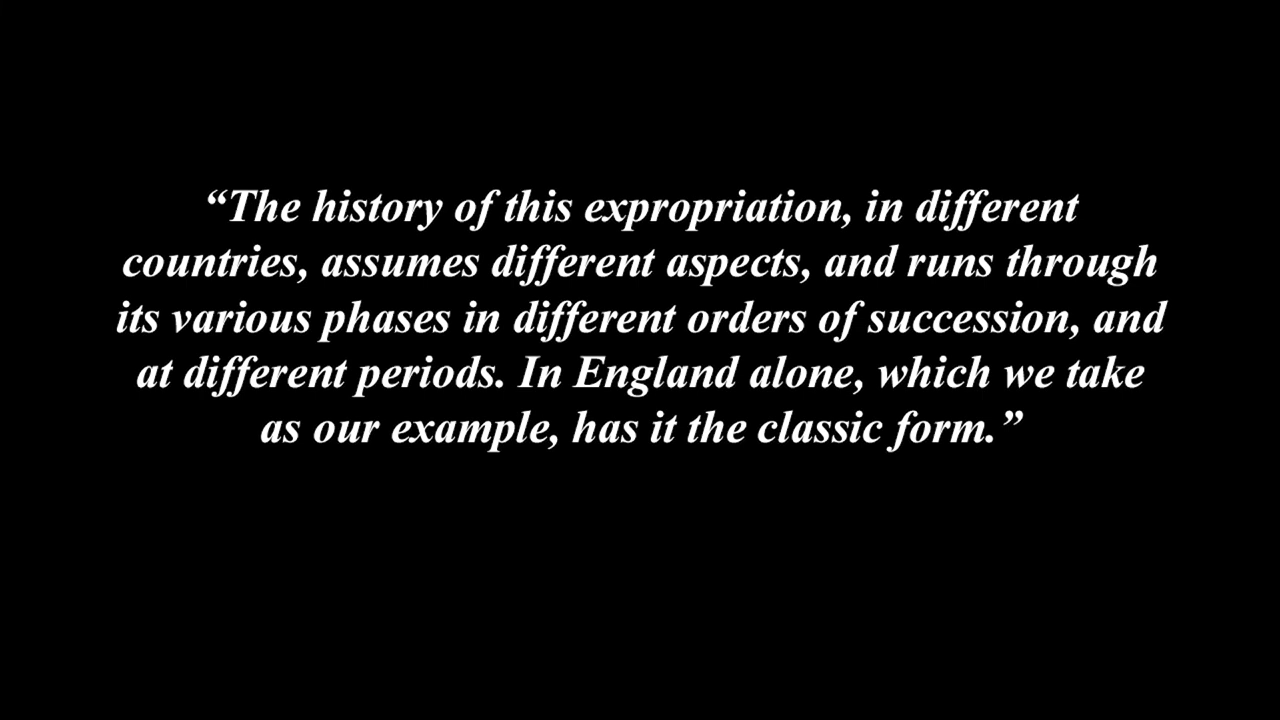 “The history of this expropriation, in different
countries, assumes different aspects, and runs through
its various phases in different orders of succession, and
at different periods. In England alone, which we take
as our example, has it the classic form.”